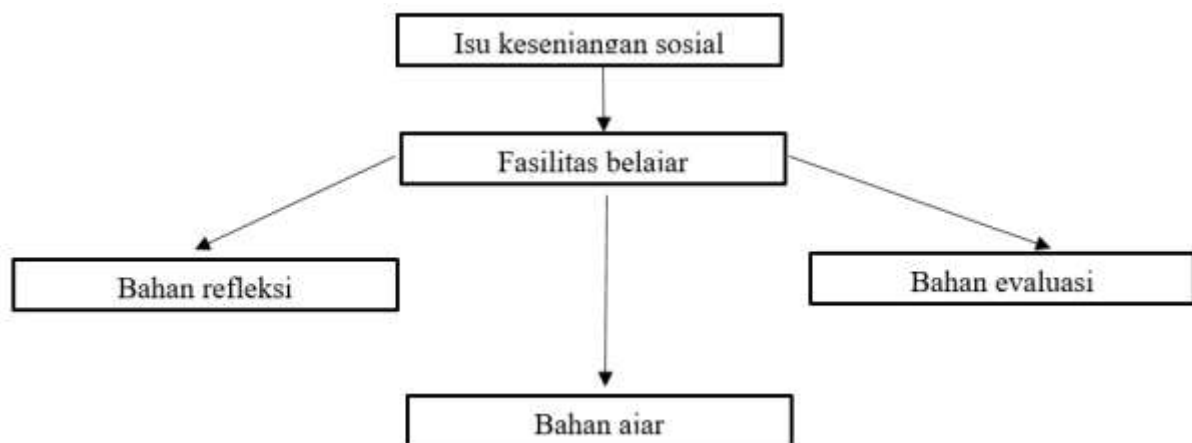 Isu kesenjangan sosial
Fasilitas belajar
Bahan refleksi
Bahan evaluasi
Bahan ajar